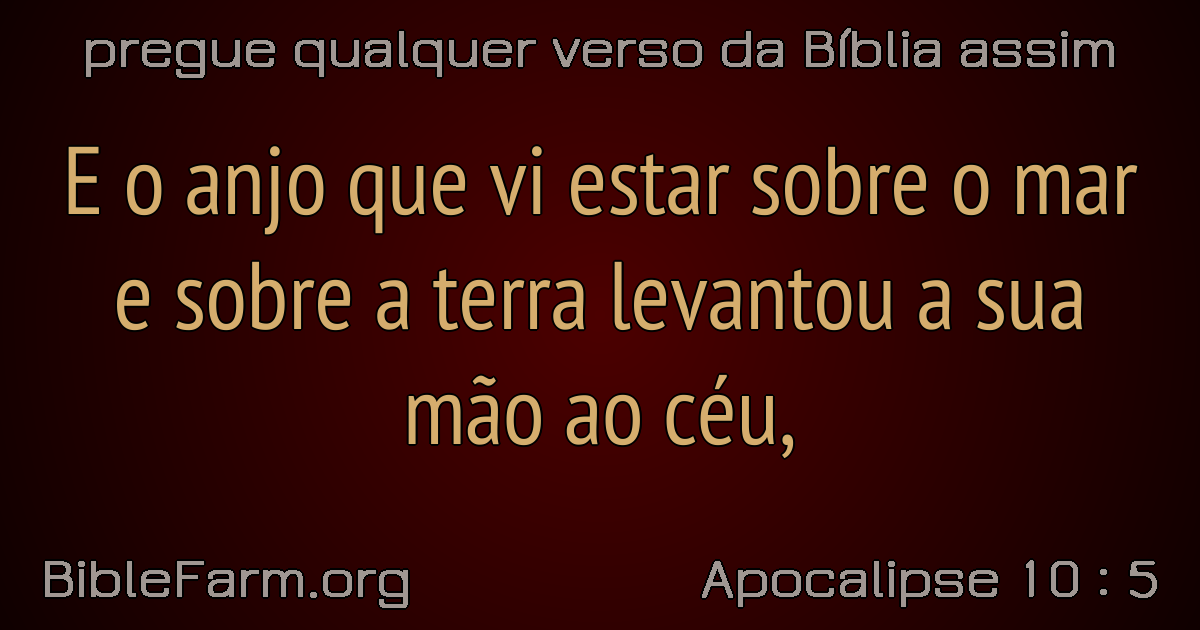 pregue qualquer verso da Bíblia assim
E o anjo que vi estar sobre o mar
e sobre a terra levantou a sua
mão ao céu,
BibleFarm.org
Apocalipse 10 : 5